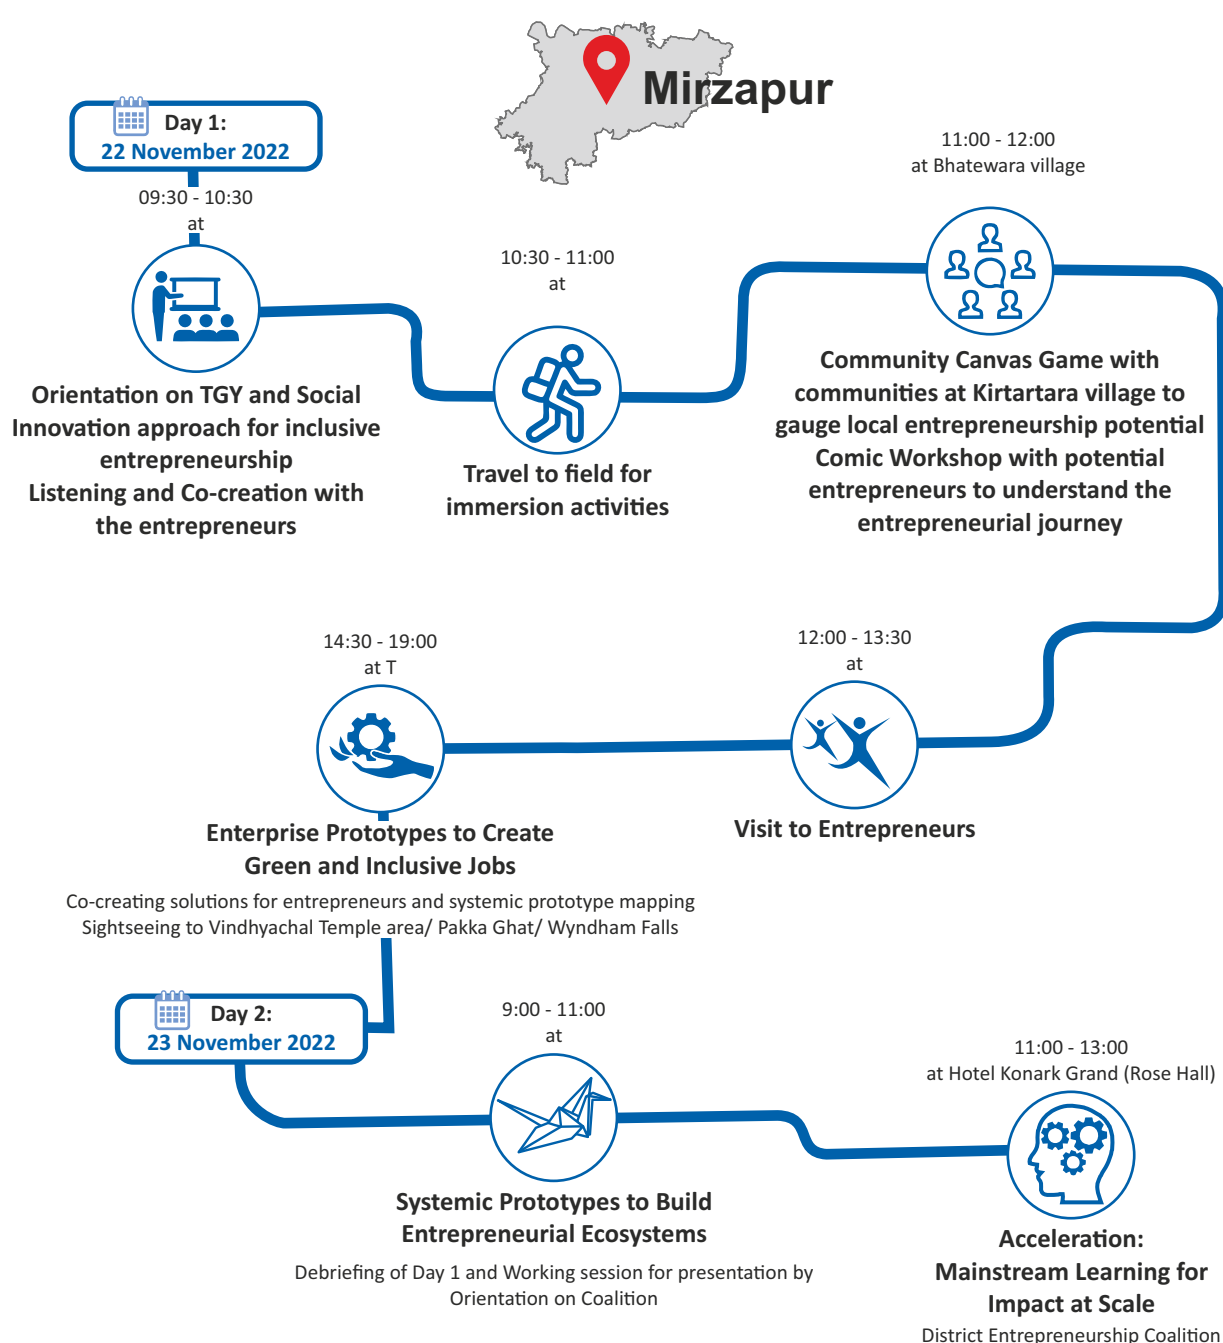 Mirzapur
Day 1:
22 November 2022
09:30 - 10:30
at
Orientation on TGY and Social
Innovation approach for inclusive
entrepreneurship
Listening and Co-creation with
the entrepreneurs
10:30 - 11:00
at
Travel to field for
immersion activities
11:00 - 12:00
at Bhatewara village
Community Canvas Game with
communities at Kirtartara village to
gauge local entrepreneurship potential
Comic Workshop with potential
entrepreneurs to understand the
entrepreneurial journey
12:00 - 13:30
at
Visit to Entrepreneurs
14:30 - 19:00
at T
Enterprise Prototypes to Create
Green and Inclusive Jobs
Co-creating solutions for entrepreneurs and systemic prototype mapping
Sightseeing to Vindhyachal Temple area/ Pakka Ghat/ Wyndham Falls
Day 2:
23 November 2022
9:00 - 11:00
at
Systemic Prototypes to Build
Entrepreneurial Ecosystems
Debriefing of Day 1 and Working session for presentation by
Orientation on Coalition
11:00 - 13:00
at Hotel Konark Grand (Rose Hall)
Acceleration:
Mainstream Learning for
Impact at Scale
District Entrepreneurship Coalition